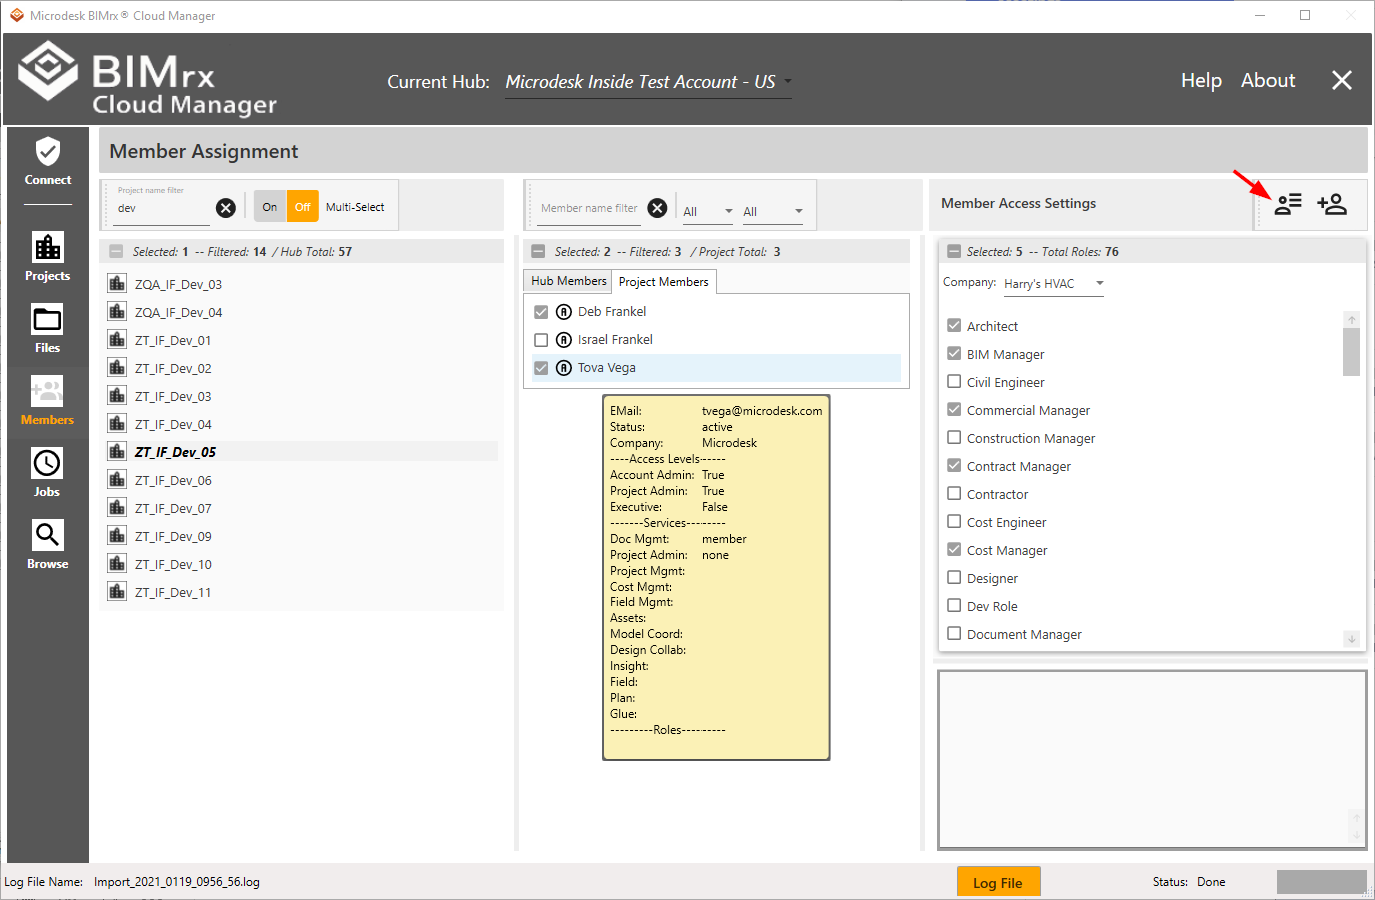 Microdesk BIMrx® Cloud Manager
BIMrx
Cloud Manager
Current Hub: Microdesk Inside Test Account - US
Help
About
Connect
Projects
Files
Members
Jobs
Browse
Member Assignment
Project name filter
dev
On
Off
Multi-Select
Selected: 1 -- Filtered: 14 / Hub Total: 57
ZQA_IF_Dev_03
ZQA_IF_Dev_04
ZT_IF_Dev_01
ZT_IF_Dev_02
ZT_IF_Dev_03
ZT_IF_Dev_04
ZT_IF_Dev_05
ZT_IF_Dev_06
ZT_IF_Dev_07
ZT_IF_Dev_09
ZT_IF_Dev_10
ZT_IF_Dev_11
Member name filter
All
All
Selected: 2 -- Filtered: 3 / Project Total: 3
Hub Members
Project Members
Deb Frankel
Israel Frankel
Tova Vega
EMail: tvega@microdesk.com
Status: active
Company: Microdesk
----Access Levels-----
Account Admin: True
Project Admin: True
Executive: False
-------Services--------
Doc Mgmt: member
Project Admin: none
Project Mgmt:
Cost Mgmt:
Field Mgmt:
Assets:
Model Coord:
Design Collab:
Insight:
Field:
Plan:
Glue:
---------Roles--------
Member Access Settings
Selected: 5 -- Total Roles: 76
Company: Harry's HVAC
Architect
BIM Manager
Civil Engineer
Commercial Manager
Construction Manager
Contract Manager
Contractor
Cost Engineer
Cost Manager
Designer
Dev Role
Document Manager
Log File Name: Import_2021_0119_0956_56.log
Log File
Status: Done